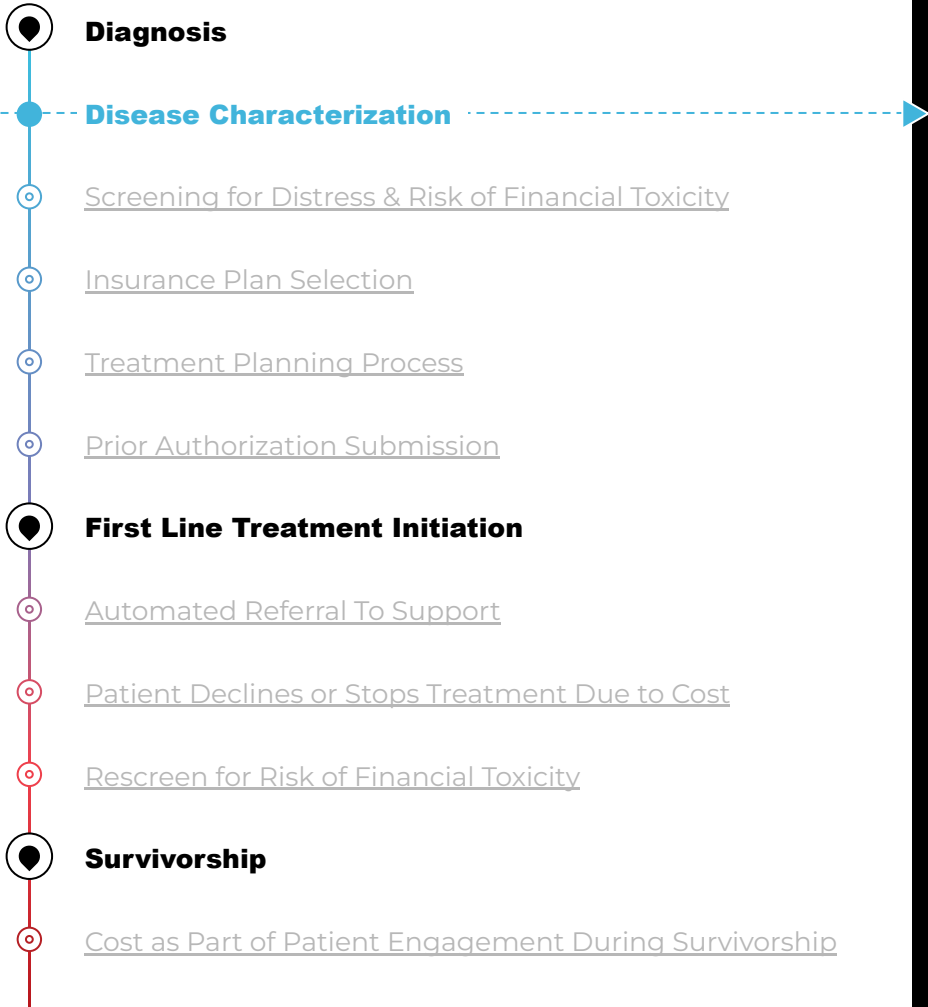 Diagnosis
Disease Characterization
Screening for Distress & Risk of Financial Toxicity
Insurance Plan Selection
Treatment Planning Process
Prior Authorization Submission
First Line Treatment Initiation
Automated Referral To Support
Patient Declines or Stops Treatment Due to Cost
Rescreen for Risk of Financial Toxicity
Survivorship
Cost as Part of Patient Engagement During Survivorship